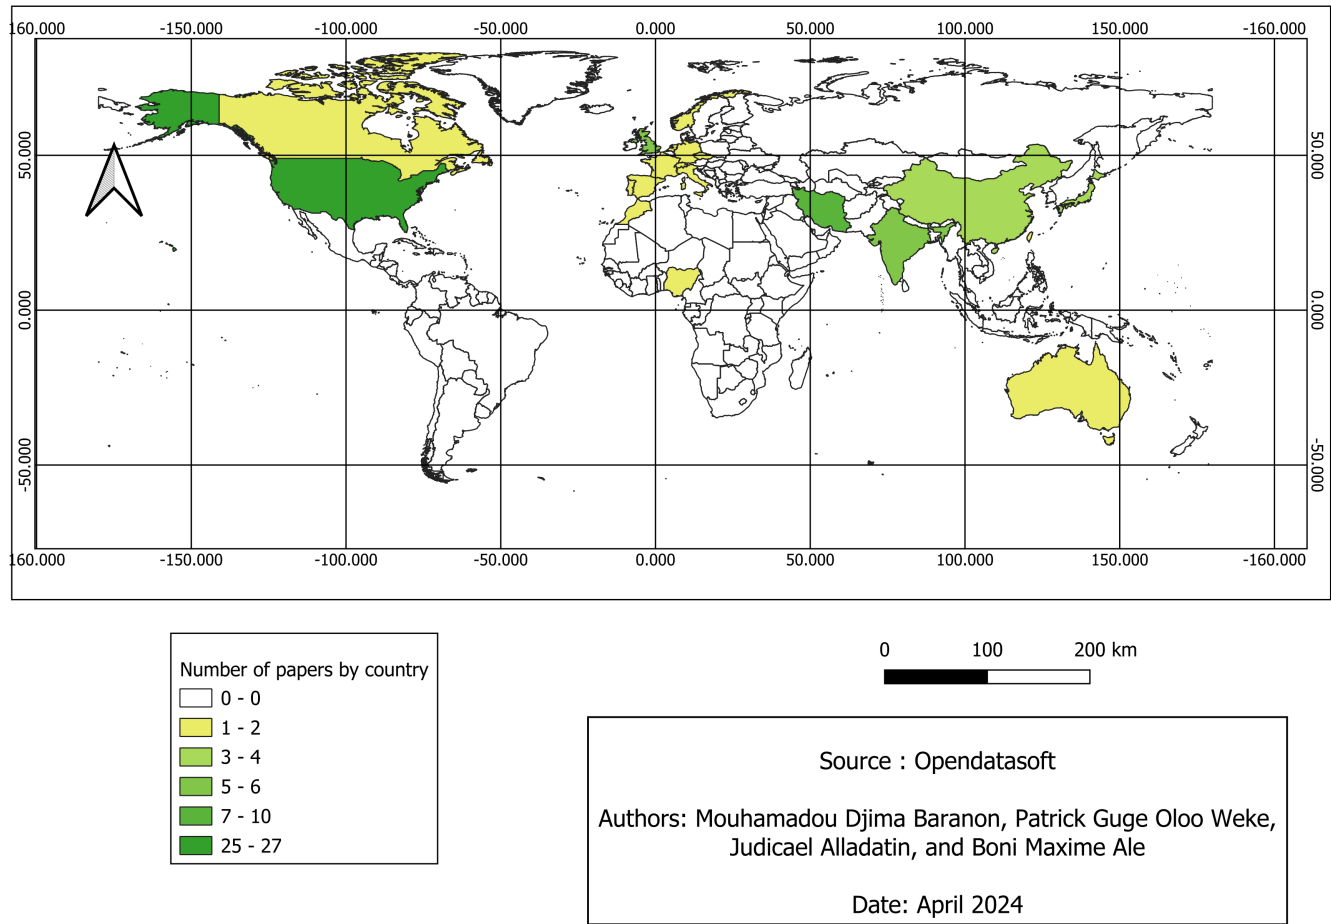 160.000 -150.000 -100.000 -50.000 0.000 50.000 100.000 150.000 -160.000
50.000 50.000
0.000 0.000
-50.000 -50.000
160.000 -150.000 -100.000 -50.000 0.000 50.000 100.000 150.000 -160.000
Number of papers by country
0 - 0
1 - 2
3 - 4
5 - 6
7 - 10
25 - 27
0 100 200 km
Source : Opendatasoft
Authors: Mouhamadou Djima Baranon, Patrick Guge Oloo Weke,
Judicael Alladatin, and Boni Maxime Ale
Date: April 2024